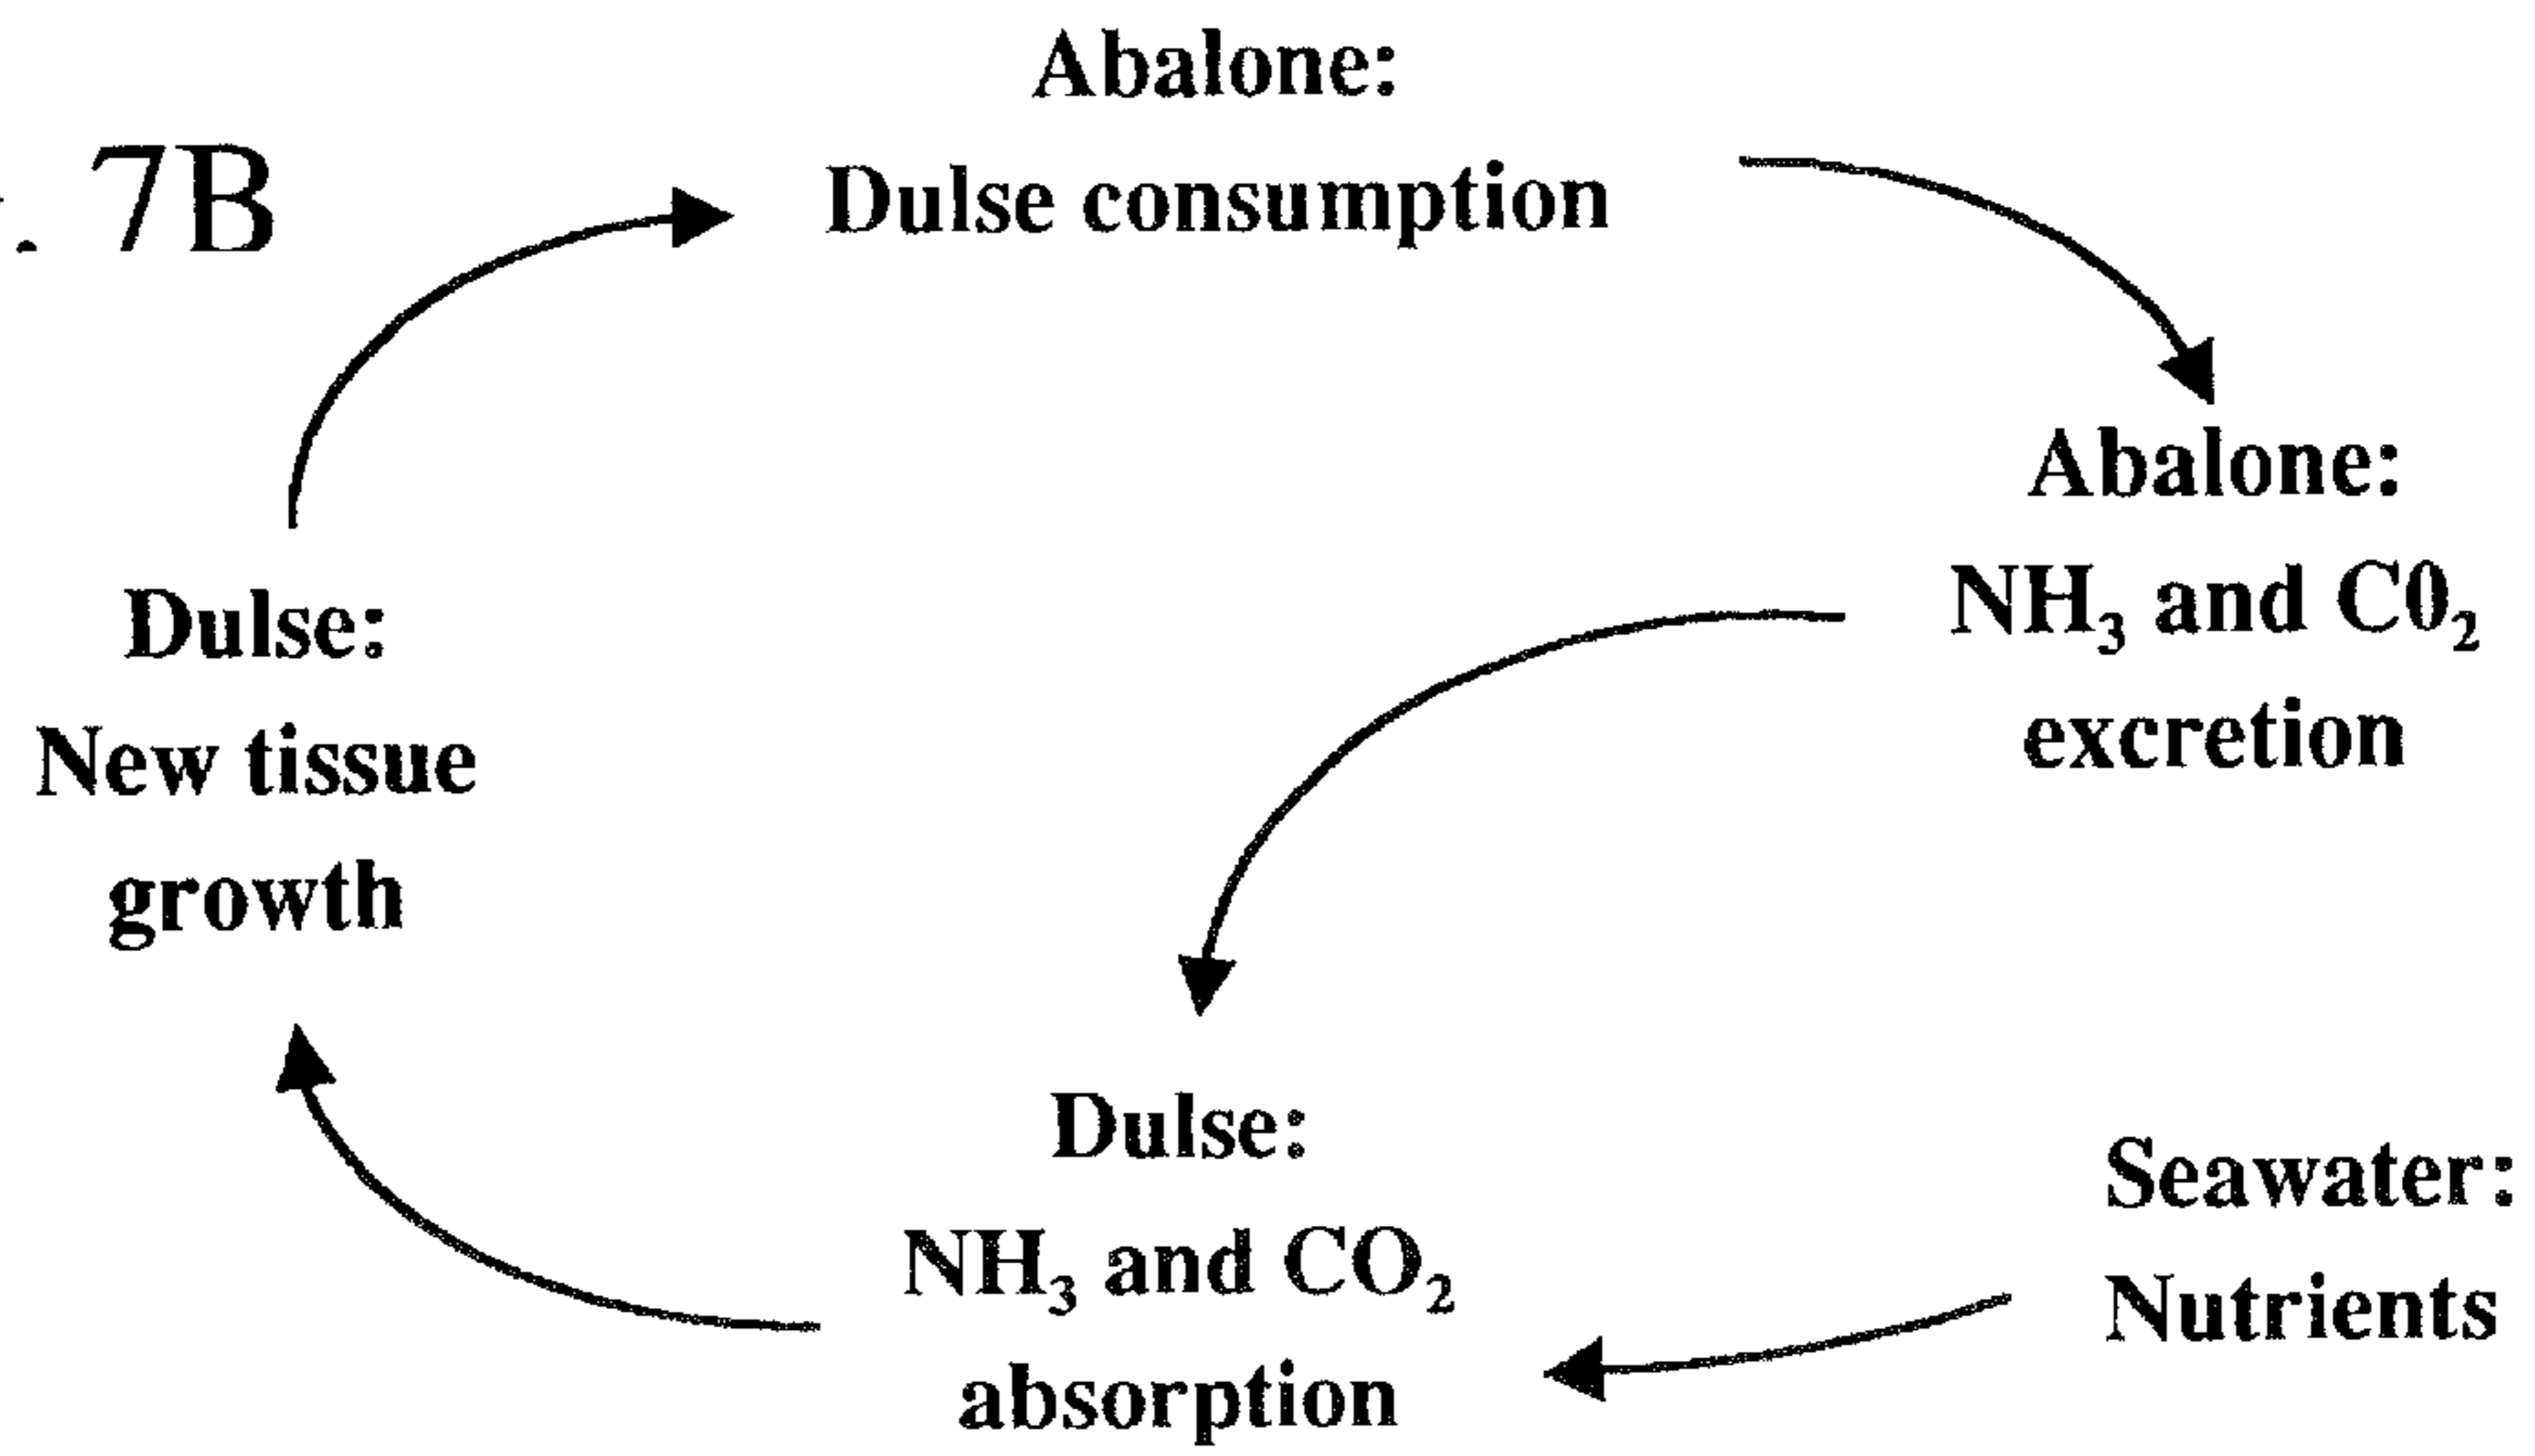 . 7B
Abalone:
Dulse consumption
Abalone:
NH₃ and C0₂
excretion
Dulse:
New tissue
growth
Dulse:
NH₃ and CO₂
absorption
Seawater:
Nutrients